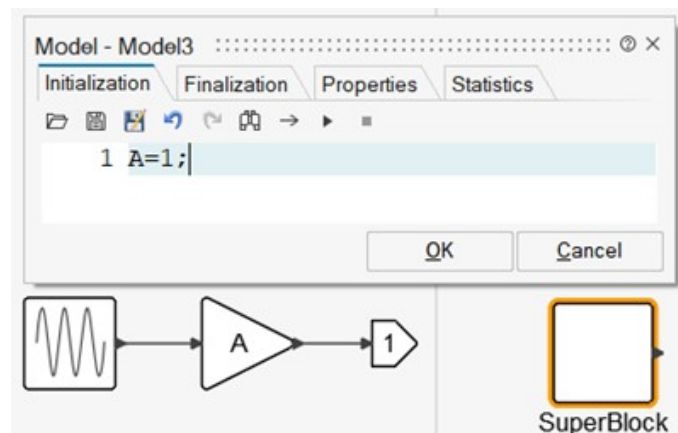 Model - Model3
Initialization Finalization Properties Statistics
1 A=1;
OK Cancel
A 1
SuperBlock